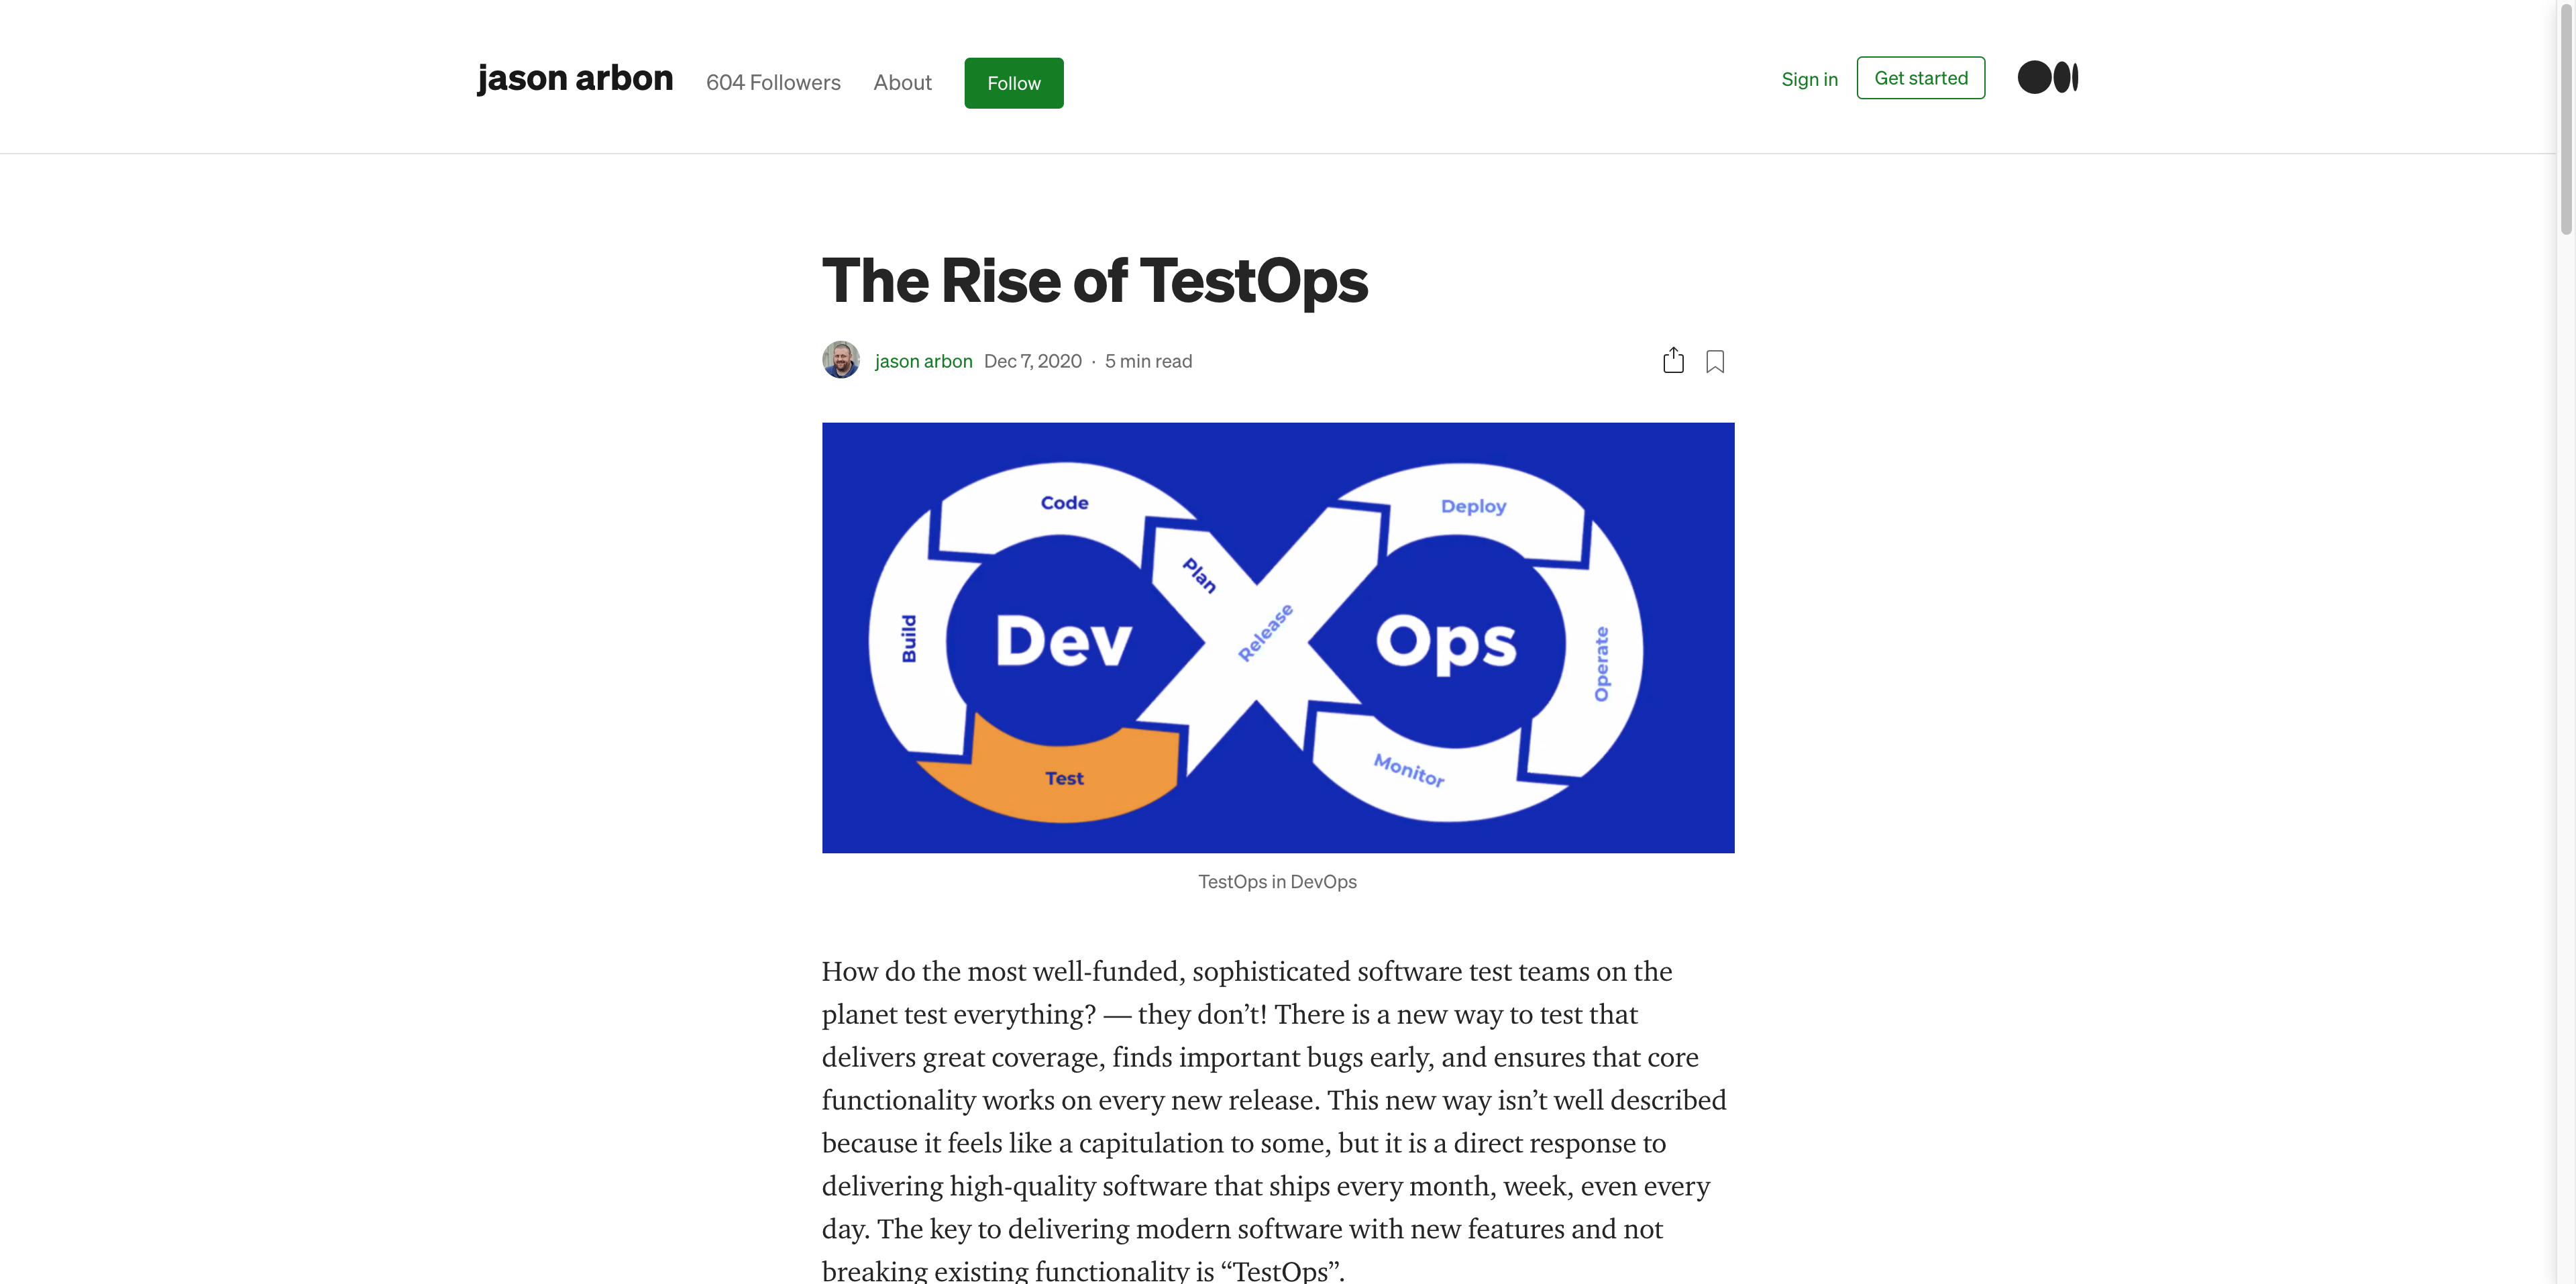 jason arbon 604 Followers About Follow Sign in Get started
The Rise of TestOps
jason arbon Dec 7, 2020 · 5 min read
Code
Plan
Build
Dev
Test
Release
Deploy
Ops
Operate
Monitor
TestOps in DevOps
How do the most well-funded, sophisticated software test teams on the
planet test everything? — they don’t! There is a new way to test that
delivers great coverage, finds important bugs early, and ensures that core
functionality works on every new release. This new way isn’t well described
because it feels like a capitulation to some, but it is a direct response to
delivering high-quality software that ships every month, week, even every
day. The key to delivering modern software with new features and not
breaking existing functionality is “TestOps”.